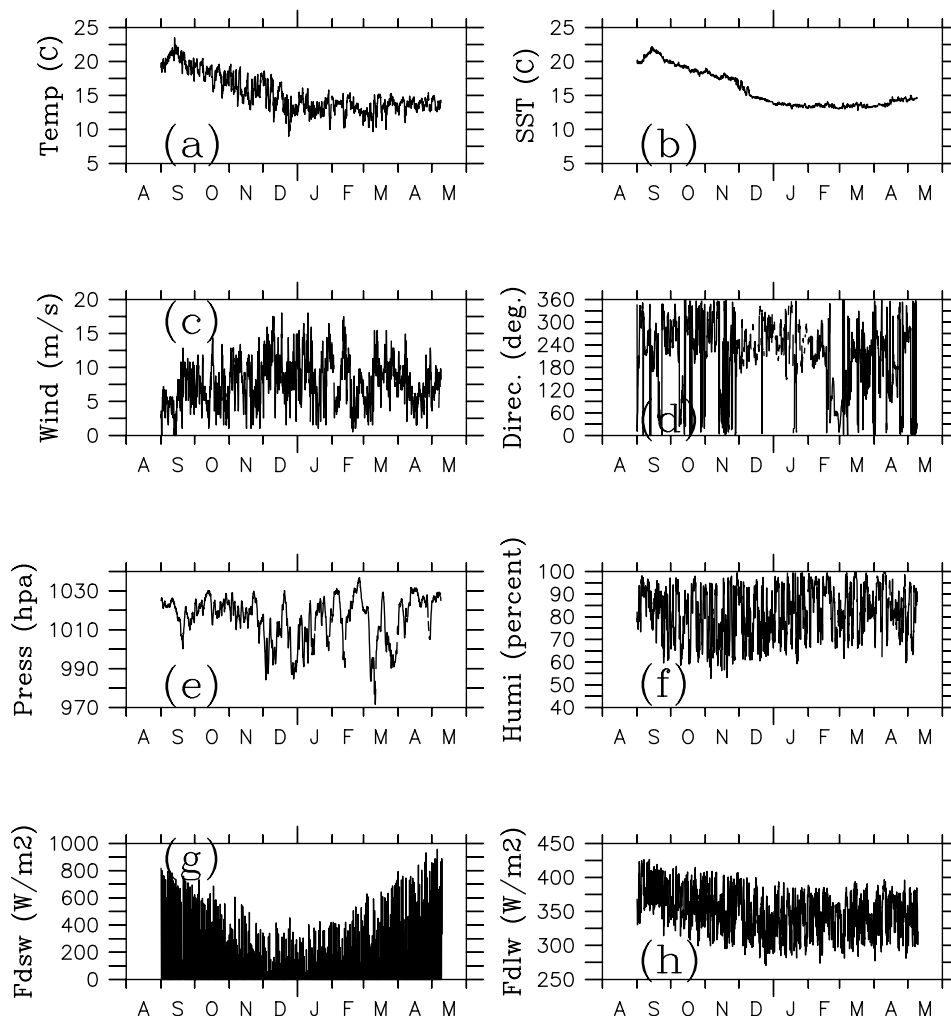 Temp (C)
25
20
15
10
5
(a)
A S O N D J F M A M
SST (C)
25
20
15
10
5
(b)
A S O N D J F M A M
Wind (m/s)
20
15
10
5
0
(c)
A S O N D J F M A M
Direc. (deg.)
360
300
240
180
120
60
0
(d)
A S O N D J F M A M
Press (hpa)
1030
1010
990
970
(e)
A S O N D J F M A M
Humi (percent)
100
90
80
70
60
50
40
(f)
A S O N D J F M A M
Fdsw (W/m2)
1000
800
600
400
200
0
(g)
A S O N D J F M A M
Fdlw (W/m2)
450
400
350
300
250
(h)
A S O N D J F M A M